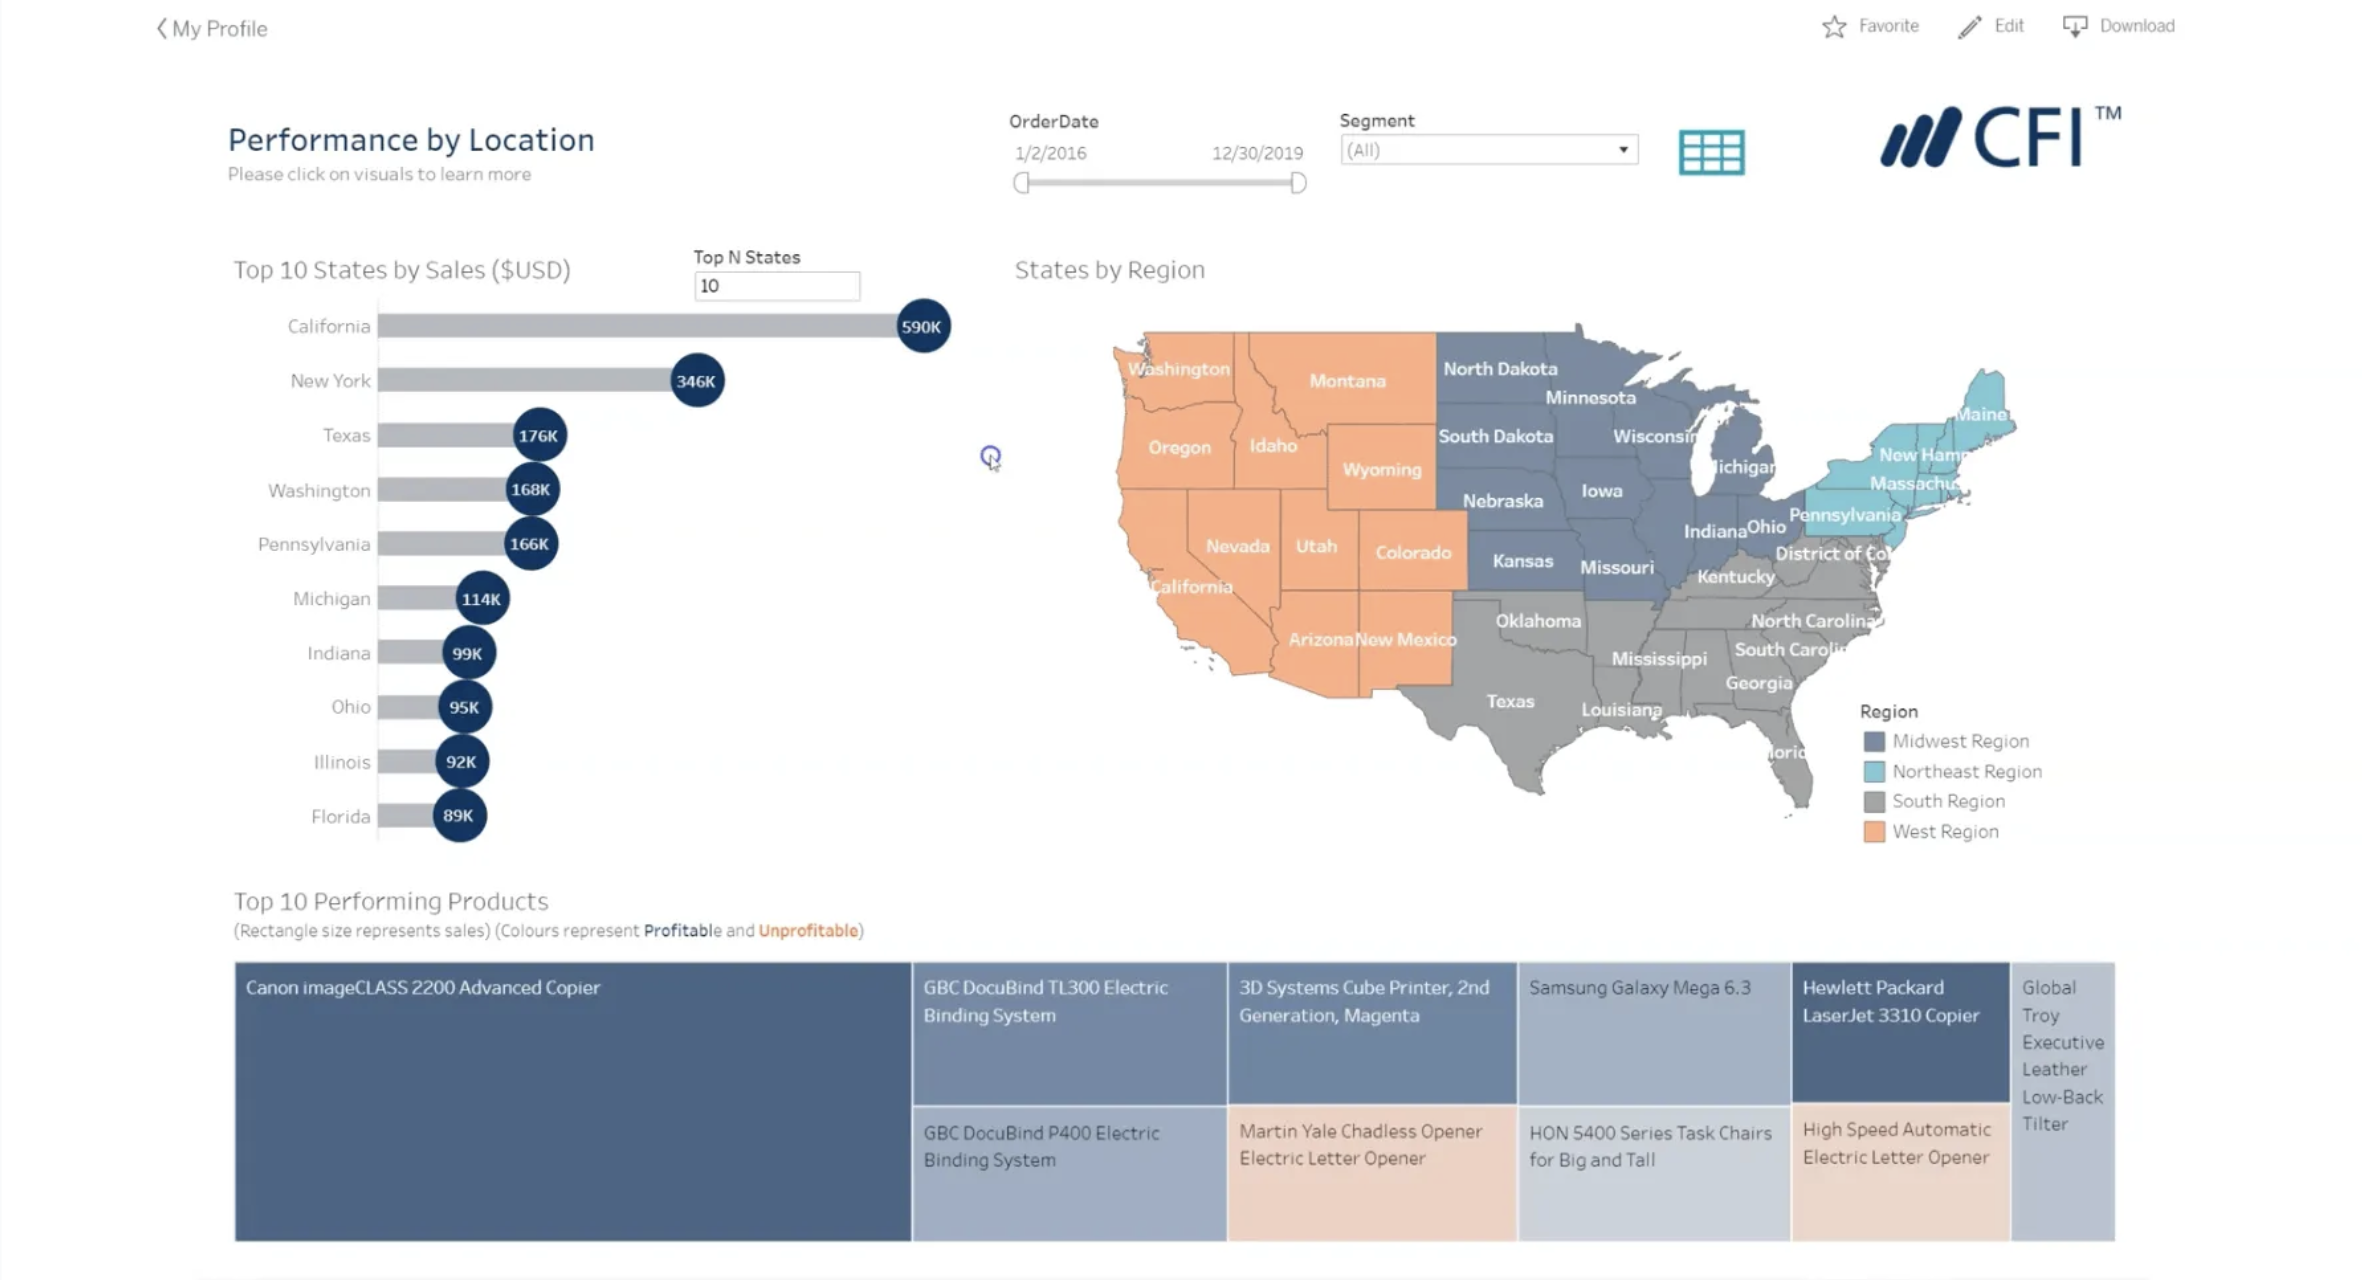 My Profile
Favorite
Edit
Download
Performance by Location
Please click on visuals to learn more
OrderDate
1/2/2016
12/30/2019
Segment
(All)
CFI™
Top 10 States by Sales ($USD)
Top N States
10
California
590K
New York
346K
Texas
176K
Washington
168K
Pennsylvania
166K
Michigan
114K
Indiana
99K
Ohio
95K
Illinois
92K
Florida
89K
States by Region
Washington
Montana
North Dakota
Minnesota
Maine
Oregon
Idaho
South Dakota
Wisconsin
New Hamp
Wyoming
ichigan
Massachus
Nebraska
Iowa
Pennsylvania
Indiana
Ohio
Nevada
Utah
Colorado
District of Col
Kansas
Missouri
Kentucky
California
Oklahoma
North Carolina
Arizona
New Mexico
Mississippi
South Carolin
Georgia
Texas
Louisiana
lorid
Region
Midwest Region
Northeast Region
South Region
West Region
Top 10 Performing Products
(Rectangle size represents sales) (Colours represent Profitable and Unprofitable)
Canon imageCLASS 2200 Advanced Copier
GBC DocuBind TL300 Electric
Binding System
3D Systems Cube Printer, 2nd
Generation, Magenta
Samsung Galaxy Mega 6.3
Hewlett Packard
LaserJet 3310 Copier
Global
Troy
Executive
Leather
Low-Back
Tilter
GBC DocuBind P400 Electric
Binding System
Martin Yale Chadless Opener
Electric Letter Opener
HON 5400 Series Task Chairs
for Big and Tall
High Speed Automatic
Electric Letter Opener